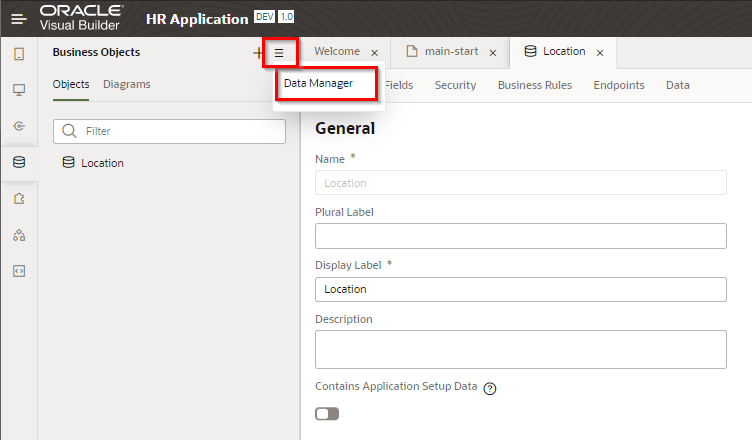 ORACLE
Visual Builder
HR Application
DEV
1.0
Business Objects
Welcome
main-start
Location
Data Manager
Objects
Diagrams
Fields
Security
Business Rules
Endpoints
Data
Filter
Location
General
Name *
Location
Plural Label
Display Label *
Location
Description
Contains Application Setup Data ?